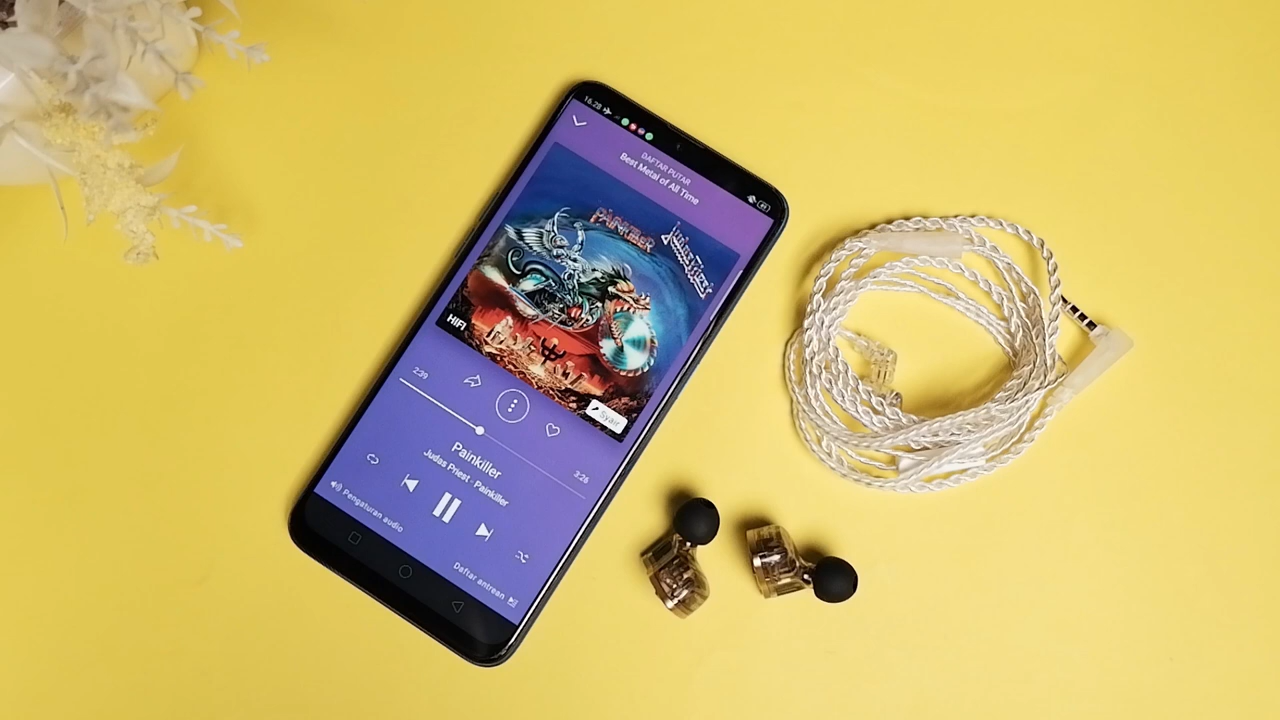 16.28
49
DAFTAR PUTAR
Best Metal of All Time
PAINKILLER
Judas Priest
HIFI
Syair
2:39
3:26
Painkiller
Judas Priest · Painkiller
Pengaturan audio
Daftar antrean